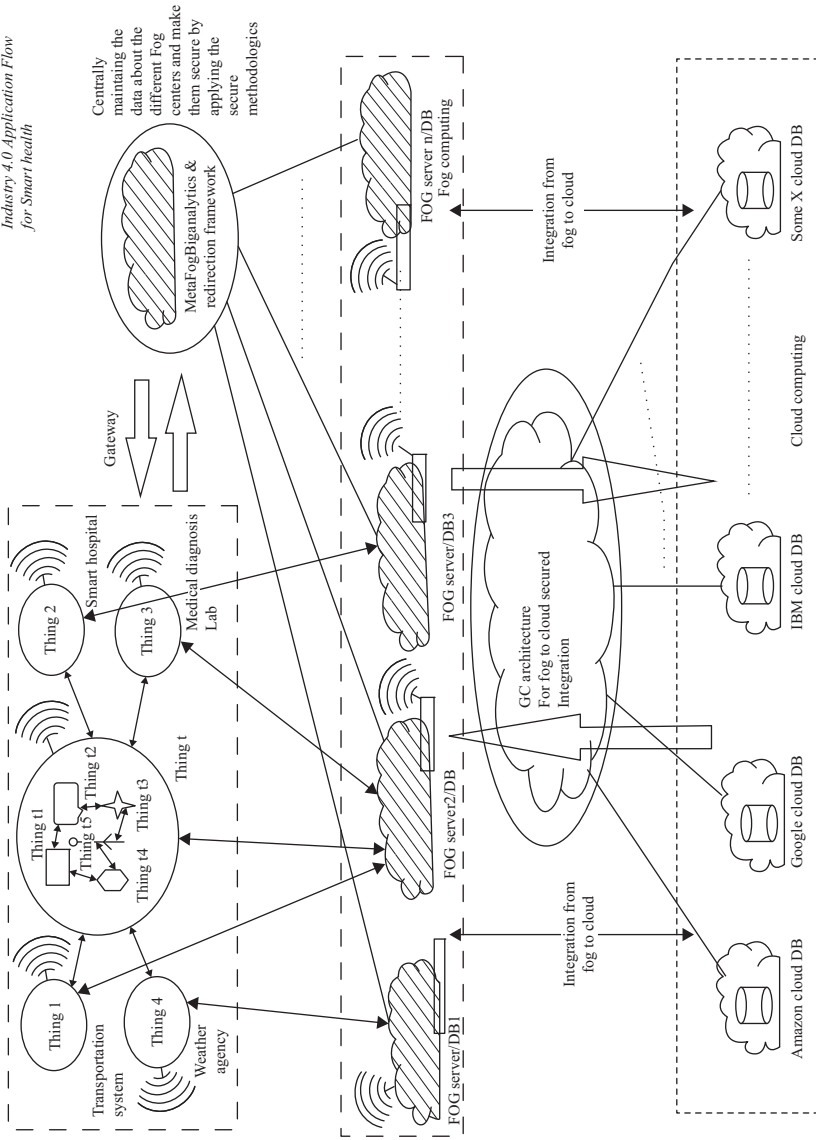 Industry 4.0 Application Flow
for Smart health
Centrally
maintaing the
data about the
different Fog
centers and make
them secure by
applying the
secure
methodologics
MetaFogBiganalytics &
redirection framework
Gateway
Thing 1
Transportation
system
Thing 4
Weather
agency
Thing t1
Thing t2
Thing t5
Thing t3
Thing t4
Thing t
Thing 2
Smart hospital
Thing 3
Medical diagnosis
Lab
FOG server/DB1
FOG server2/DB
FOG server/DB3
FOG server n/DB
Fog computing
Integration from
fog to cloud
GC architecture
For fog to cloud secured
Integration
Integration from
fog to cloud
Amazon cloud DB
Google cloud DB
IBM cloud DB
Cloud computing
Some X cloud DB